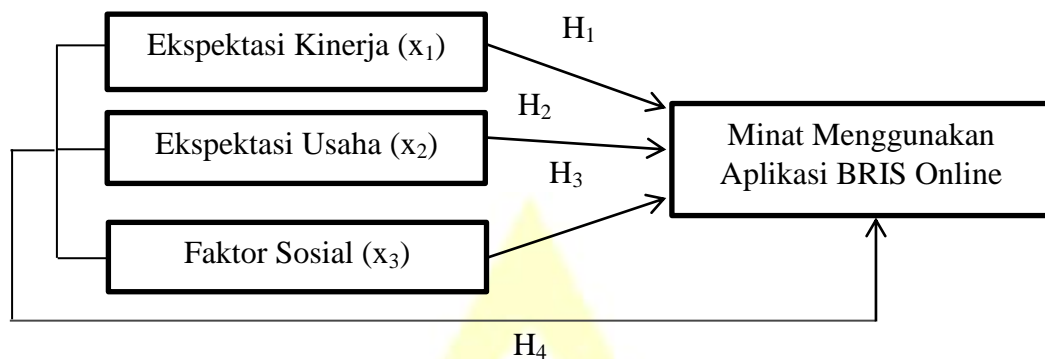 Ekspektasi Kinerja (x₁)
H₁
Ekspektasi Usaha (x₂)
H₂
Faktor Sosial (x₃)
H₃
Minat Menggunakan
Aplikasi BRIS Online
H₄